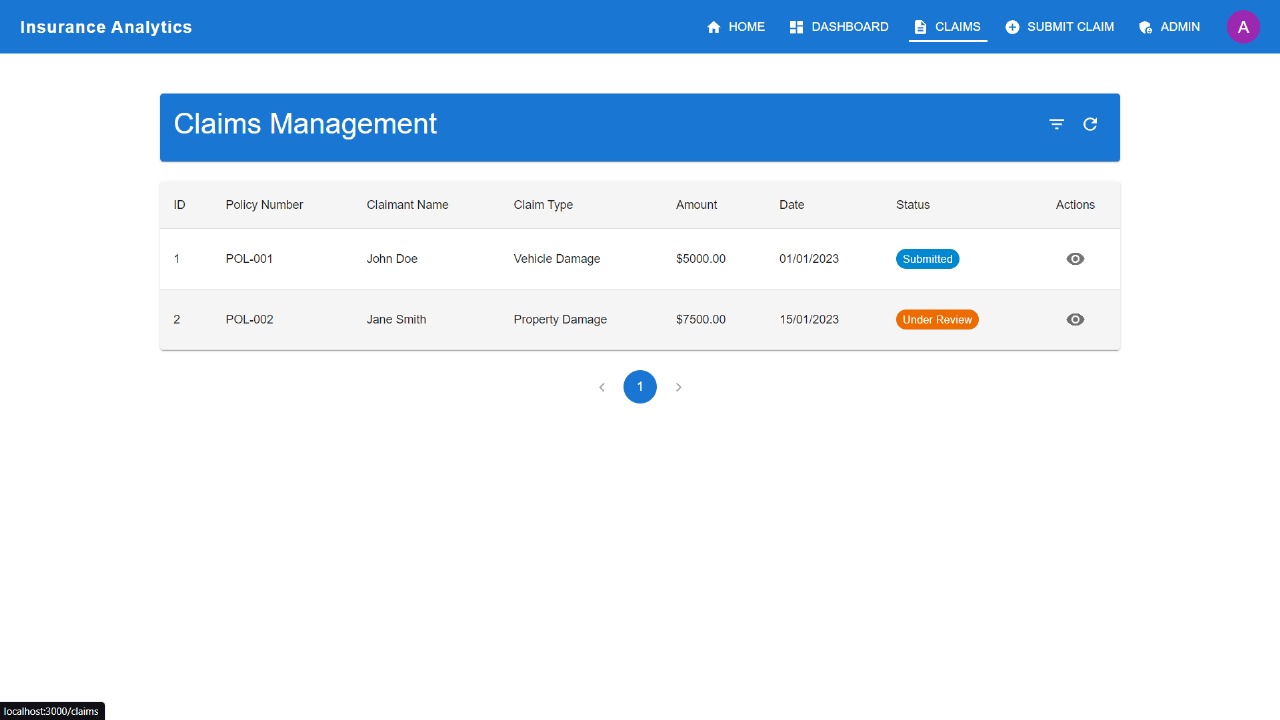 Insurance Analytics HOME DASHBOARD CLAIMS SUBMIT CLAIM ADMIN A
Claims Management
ID Policy Number Claimant Name Claim Type Amount Date Status Actions
1 POL-001 John Doe Vehicle Damage $5000.00 01/01/2023 Submitted
2 POL-002 Jane Smith Property Damage $7500.00 15/01/2023 Under Review
1
localhost:3000/claims